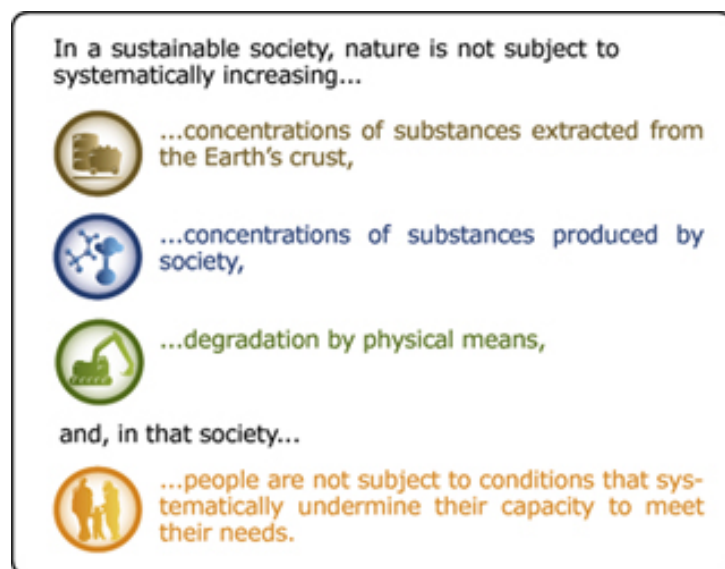 In a sustainable society, nature is not subject to
systematically increasing...
...concentrations of substances extracted from
the Earth's crust,
...concentrations of substances produced by
society,
...degradation by physical means,
and, in that society...
...people are not subject to conditions that sys-
tematically undermine their capacity to meet
their needs.